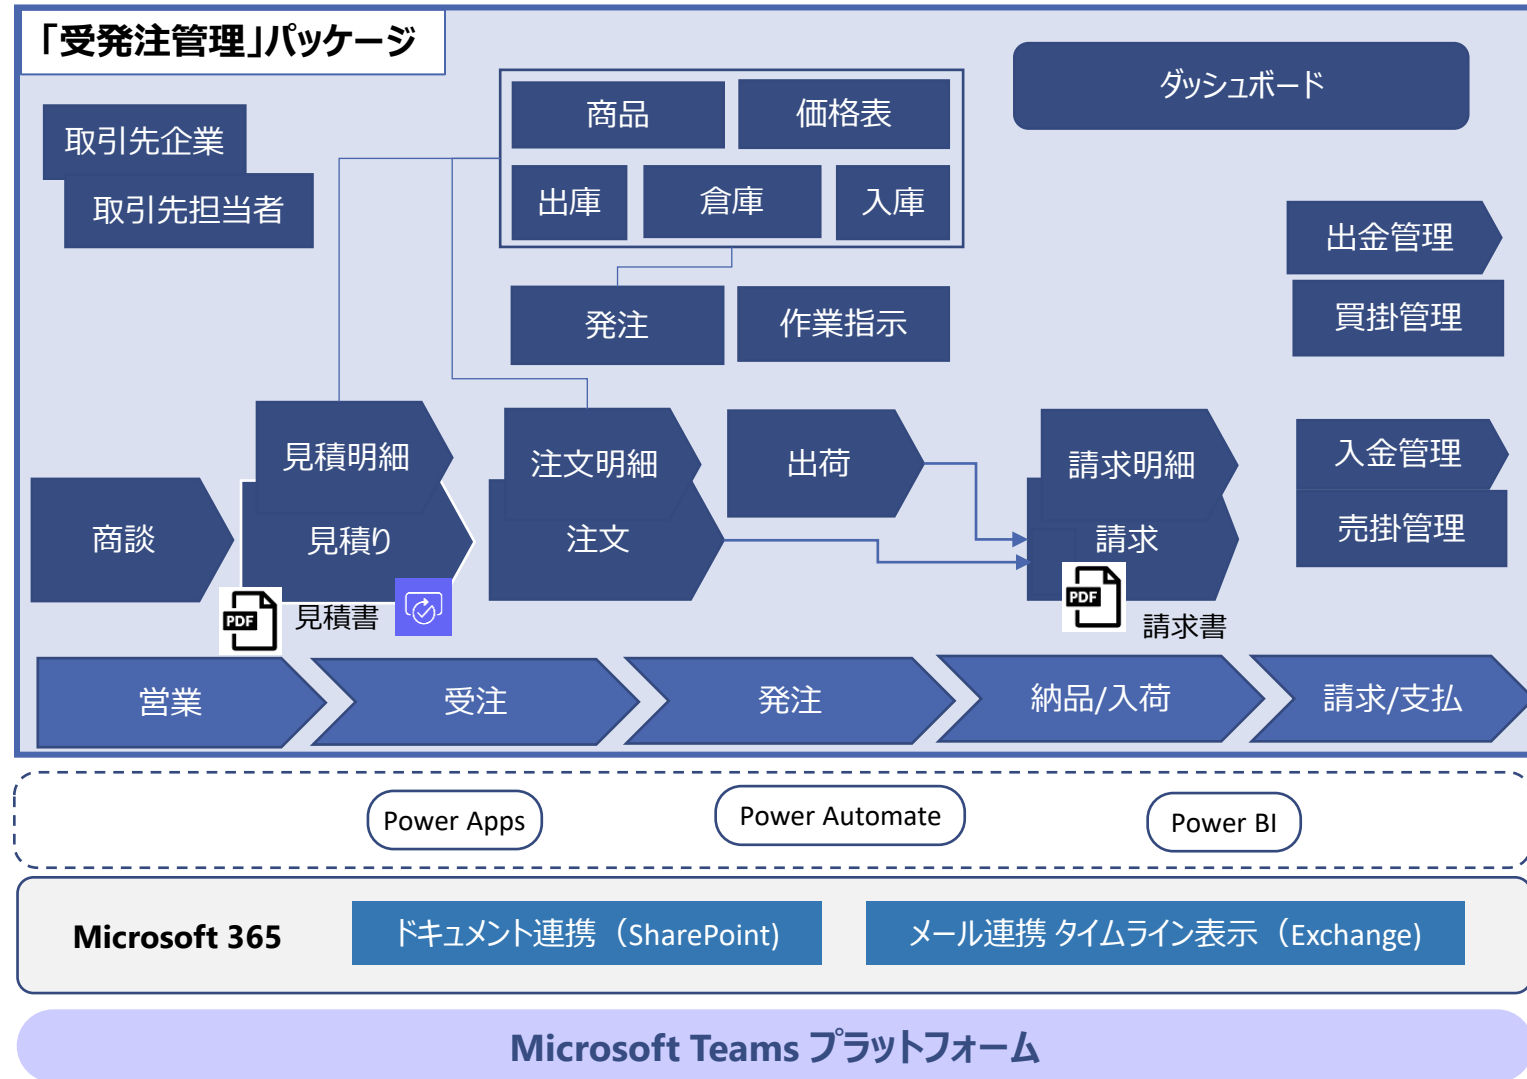 「受発注管理」パッケージ
ダッシュボード
商品
価格表
取引先企業
取引先担当者
出庫
倉庫
入庫
出金管理
買掛管理
発注
作業指示
見積明細
注文明細
出荷
請求明細
入金管理
売掛管理
商談
見積り
注文
請求
PDF
見積書
PDF
請求書
営業
受注
発注
納品/入荷
請求/支払
Power Apps
Power Automate
Power BI
Microsoft 365
ドキュメント連携（SharePoint)
メール連携 タイムライン表示（Exchange)
Microsoft Teams プラットフォーム